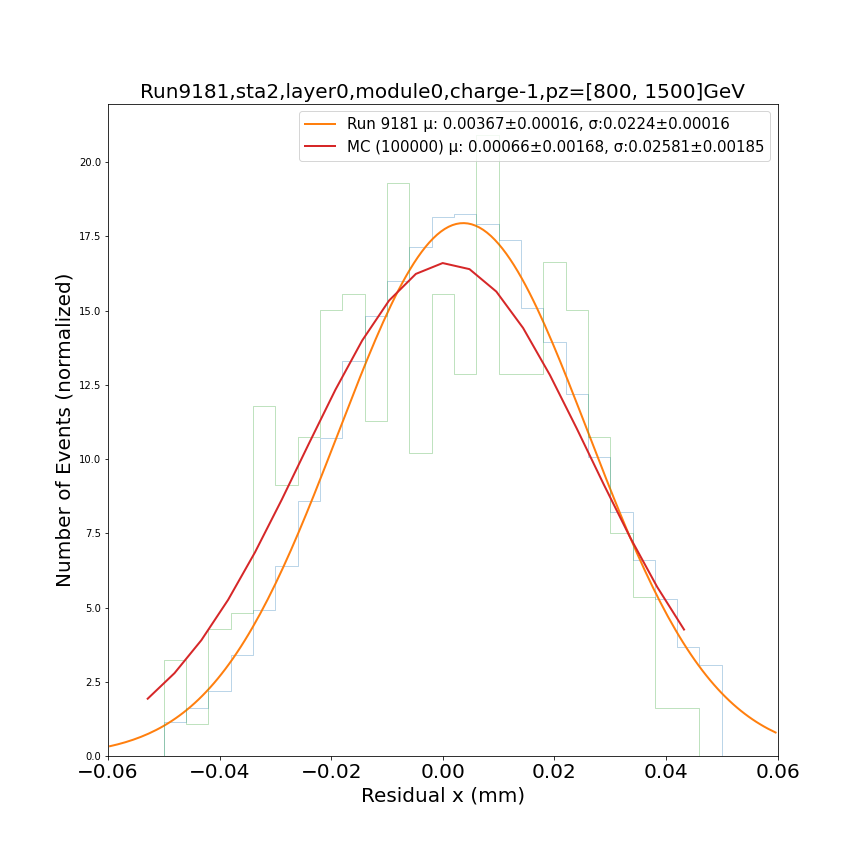 Run9181,sta2,layer0,module0,charge-1,pz=[800, 1500]GeV
Run 9181 μ: 0.00367±0.00016, σ:0.0224±0.00016
MC (100000) μ: 0.00066±0.00168, σ:0.02581±0.00185
Number of Events (normalized)
20.0
17.5
15.0
12.5
10.0
7.5
5.0
2.5
0.0
−0.06 −0.04 −0.02 0.00 0.02 0.04 0.06
Residual x (mm)